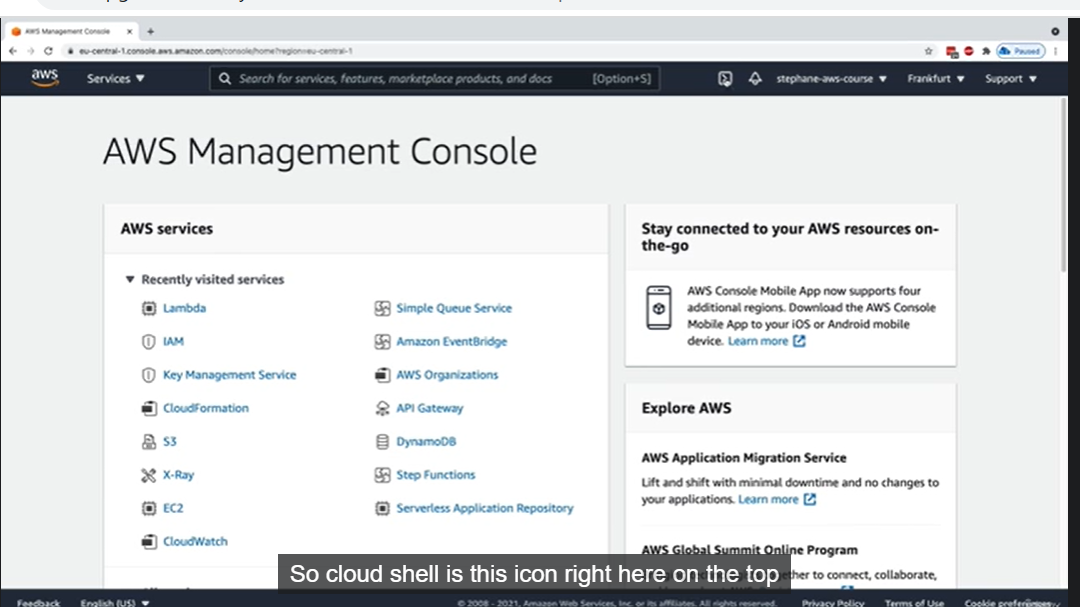 AWS Management Console
eu-central-1.console.aws.amazon.com/console/home?region=eu-central-1
Paused
aws
Services
Search for services, features, marketplace products, and docs
[Option+S]
stephane-aws-course
Frankfurt
Support
AWS Management Console
AWS services
Recently visited services
Lambda
IAM
Key Management Service
CloudFormation
S3
X-Ray
EC2
CloudWatch
Simple Queue Service
Amazon EventBridge
AWS Organizations
API Gateway
DynamoDB
Step Functions
Serverless Application Repository
Stay connected to your AWS resources on-
the-go
AWS Console Mobile App now supports four
additional regions. Download the AWS Console
Mobile App to your iOS or Android mobile
device. Learn more
Explore AWS
AWS Application Migration Service
Lift and shift with minimal downtime and no changes to
your applications. Learn more
AWS Global Summit Online Program
to connect, collaborate,
So cloud shell is this icon right here on the top
Feedback
English (US)
© 2008 - 2021, Amazon Web Services, Inc. or its affiliates. All rights reserved.
Privacy Policy
Terms of Use
Cookie preferences